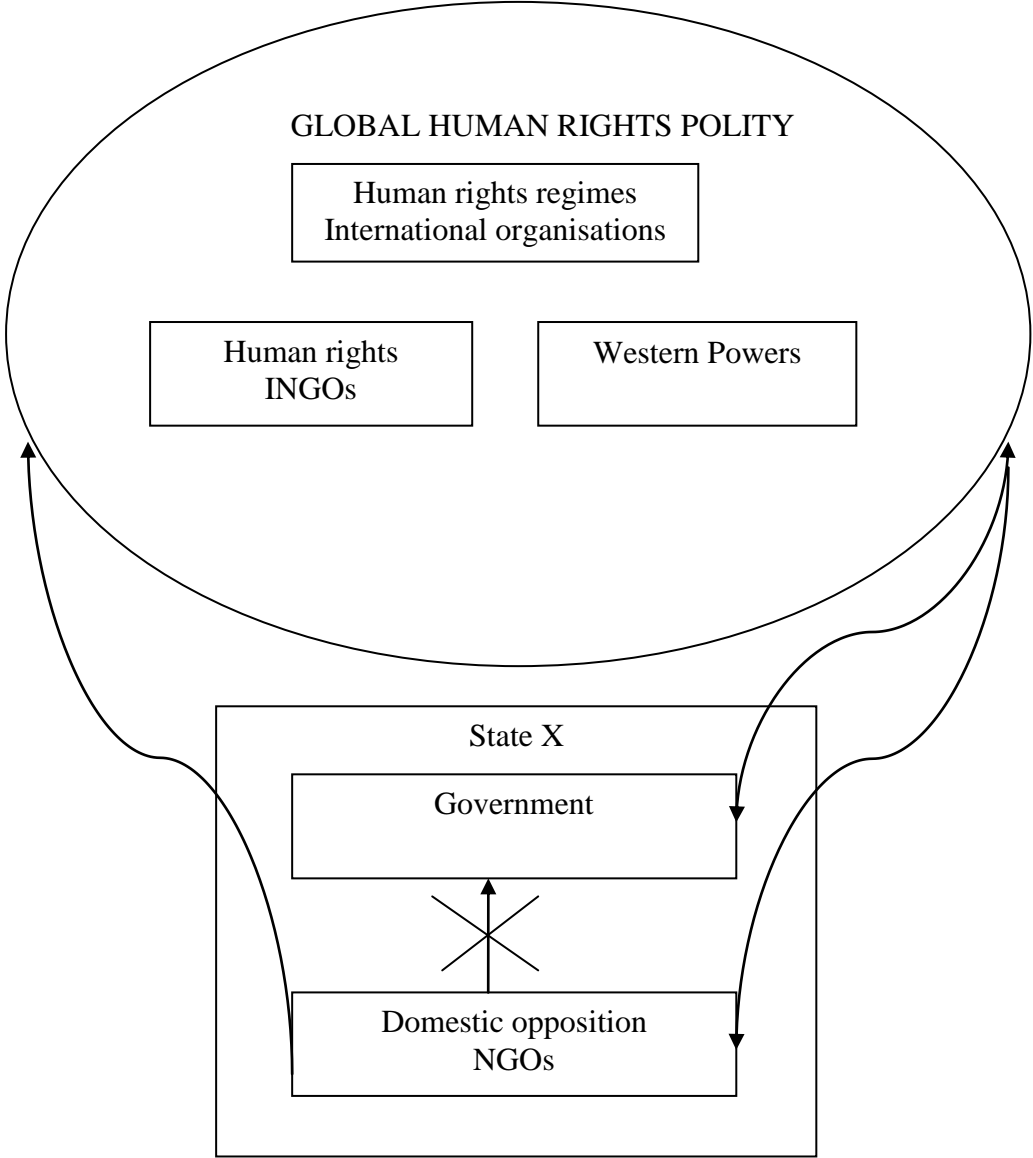 GLOBAL HUMAN RIGHTS POLITY
Human rights regimes
International organisations
Human rights
INGOs
Western Powers
State X
Government
Domestic opposition
NGOs